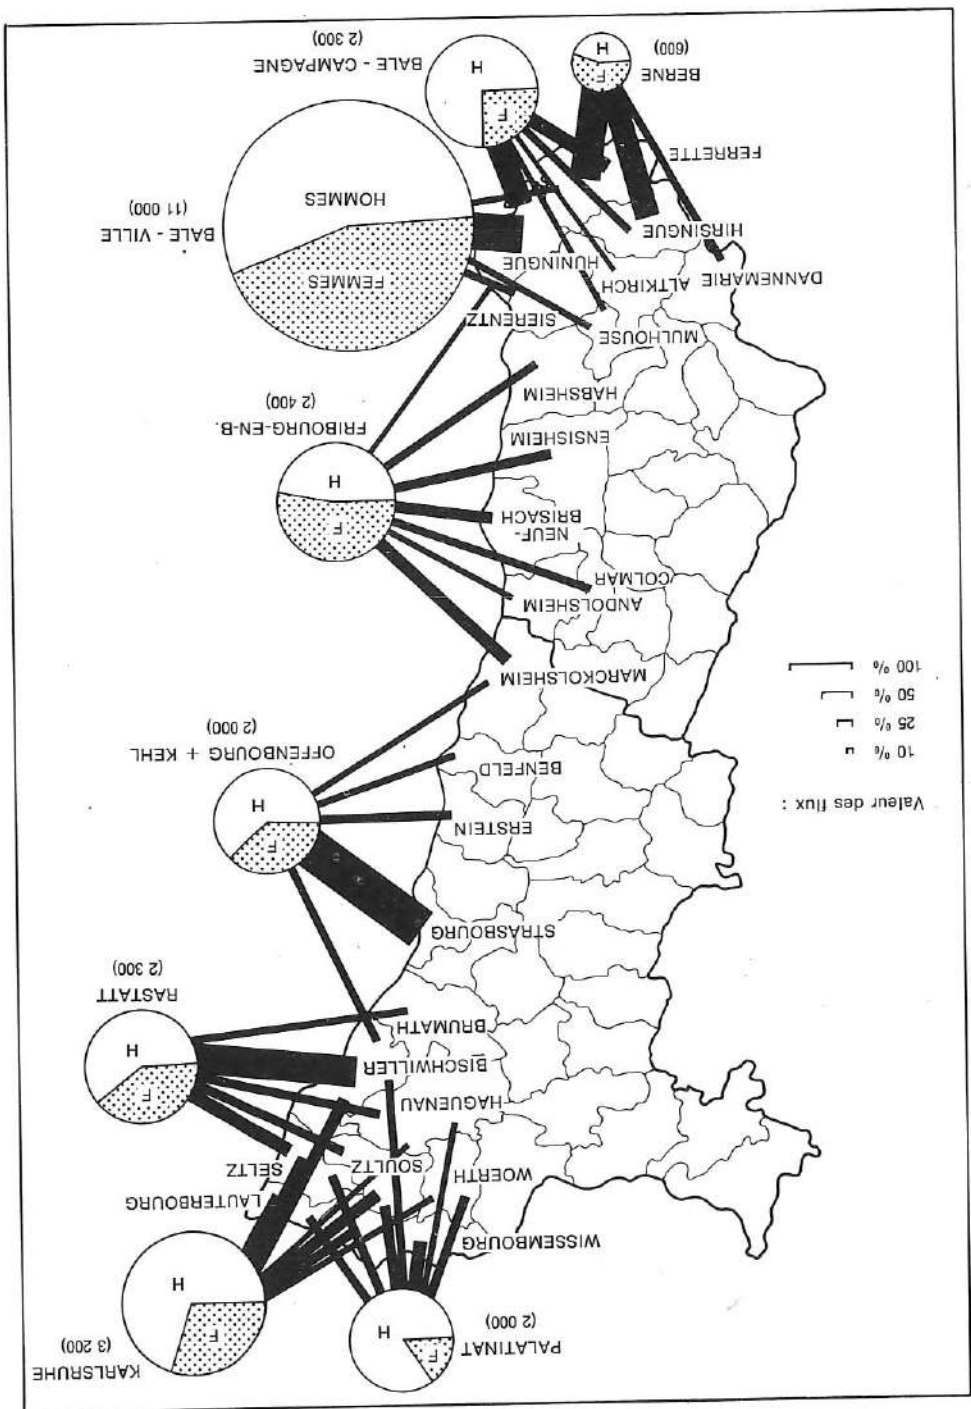 KARLSRUHE
(3 200)
F
H
PALATINAT
(2 000)
F
H
WISSEMBOURG
LAUTERBOURG
WOERTH
SELTZ
SOULTZ
HAGUENAU
BISCHWILLER
BRUMATH
F
H
RASTATT
(2 300)
STRASBOURG
ERSTEIN
BENFELD
F
H
OFFENBOURG + KEHL
(2 000)
Valeur des flux :
10 %
25 %
50 %
100 %
MARCKOLSHEIM
ANDOLSHEIM
COLMAR
NEUF-
BRISACH
ENSISHEIM
HABSHEIM
F
H
FRIBOURG-EN-B.
(2 400)
MULHOUSE
SIERENTZ
DANNEMARIE
ALTKIRCH
HUNINGUE
HIRSINGUE
FERRETTE
FEMMES
HOMMES
BALE - VILLE
(11 000)
BERNE
(600)
F
H
F
H
BALE - CAMPAGNE
(2 300)